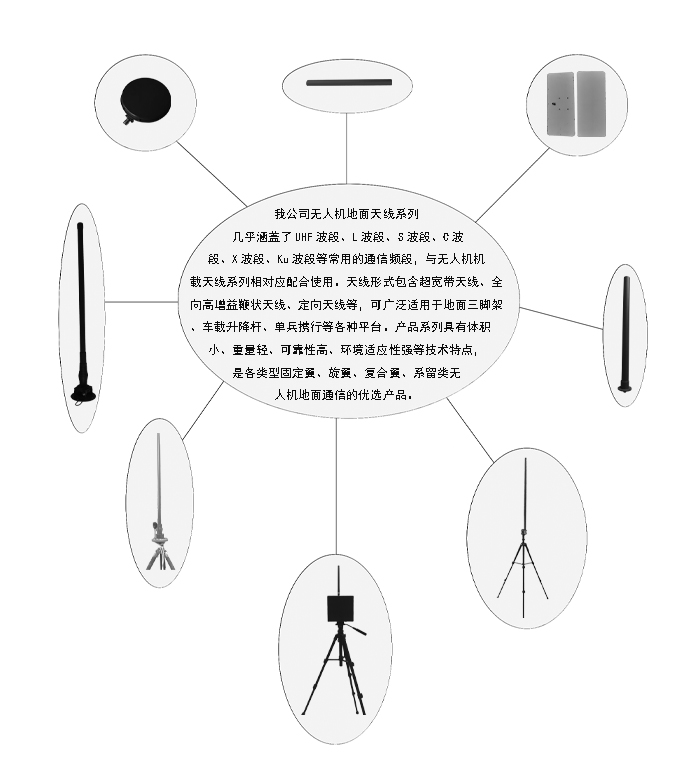 我公司无人机地面天线系列
几乎涵盖了UHF波段、L波段、S波段、C波
段、X波段、Ku波段等常用的通信频段，与无人机机
载天线系列相对应配合使用。天线形式包含超宽带天线、全
向高增益鞭状天线、定向天线等，可广泛适用于地面三脚架
、车载升降杆、单兵携行等各种平台。产品系列具有体积
小、重量轻、可靠性高、环境适应性强等技术特点，
是各类型固定翼、旋翼、复合翼、系留类无
人机地面通信的优选产品。